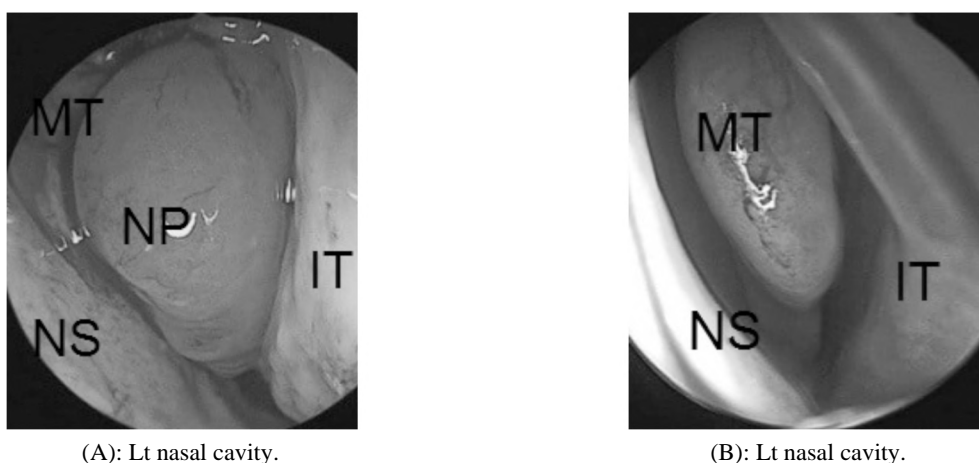 MT
NP
IT
NS
(A): Lt nasal cavity.
MT
IT
NS
(B): Lt nasal cavity.